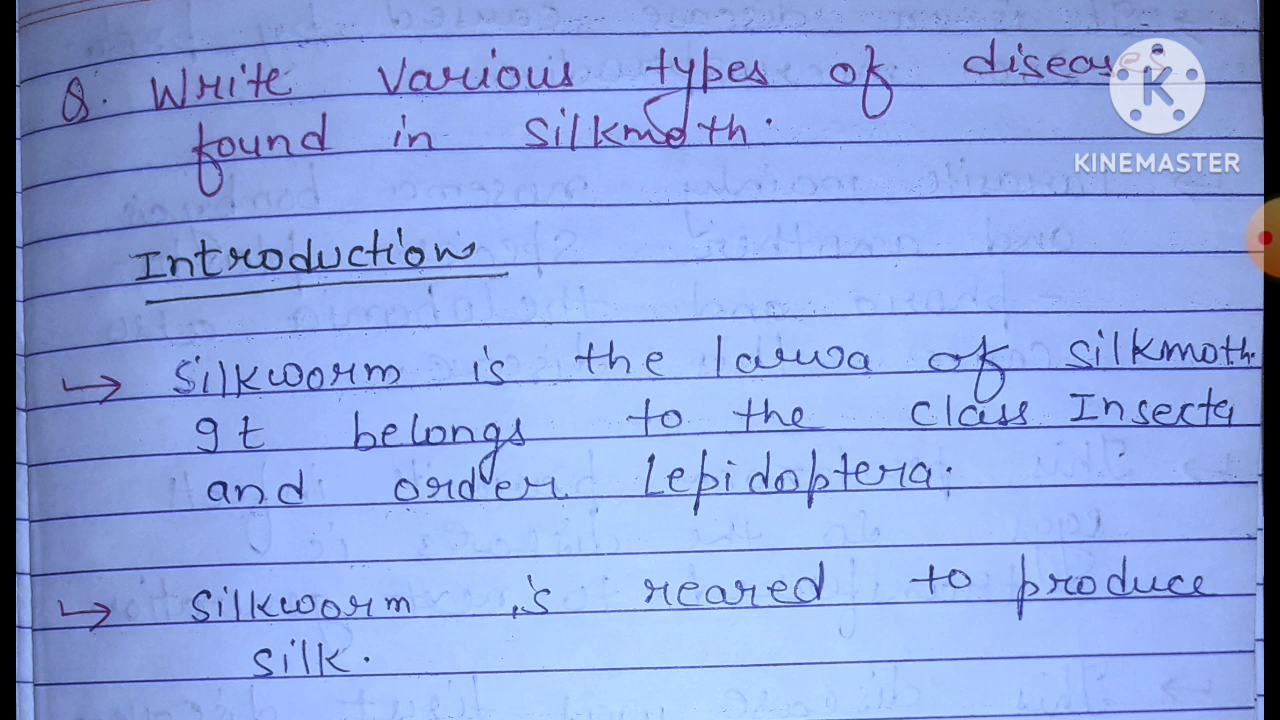 Q. Write various types of diseases
found in silkmoth.
KINEMASTER
Introduction
→ Silkworm is the larva of silkmoth.
It belongs to the class Insecta
and order Lepidoptera.
→ Silkworm is reared to produce
silk.